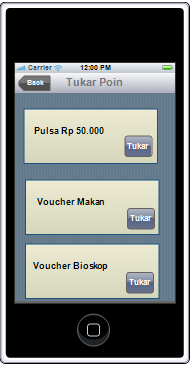 Carrier 12:00 PM
Back Tukar Poin
Pulsa Rp 50.000
Tukar
Voucher Makan
Tukar
Voucher Bioskop
Tukar